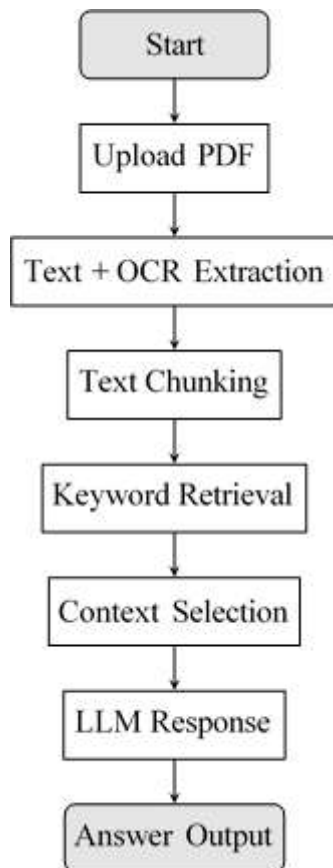 Start
Upload PDF
Text + OCR Extraction
Text Chunking
Keyword Retrieval
Context Selection
LLM Response
Answer Output